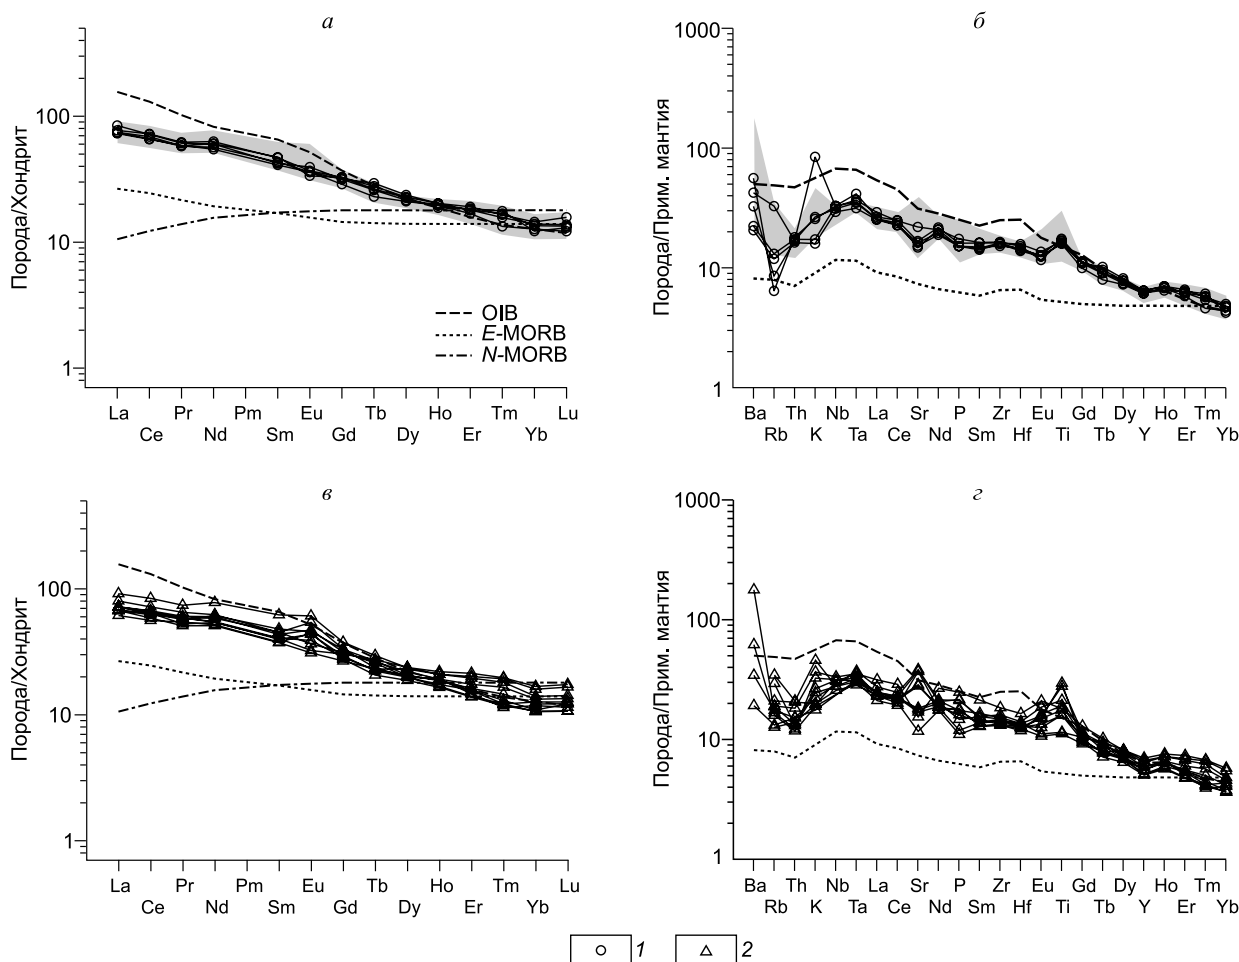 а
Порода/Хондрит
100
10
1
OIB
E-MORB
N-MORB
La Pr Pm Eu Tb Ho Tm Lu
Ce Nd Sm Gd Dy Er Yb
б
Порода/Прим. мантия
1000
100
10
1
Ba Th Nb La Sr P Zr Eu Gd Dy Ho Tm
Rb K Ta Ce Nd Sm Hf Ti Tb Y Er Yb
в
Порода/Хондрит
100
10
1
La Pr Pm Eu Tb Ho Tm Lu
Ce Nd Sm Gd Dy Er Yb
г
Порода/Прим. мантия
1000
100
10
1
Ba Th Nb La Sr P Zr Eu Gd Dy Ho Tm
Rb K Ta Ce Nd Sm Hf Ti Tb Y Er Yb
1 2